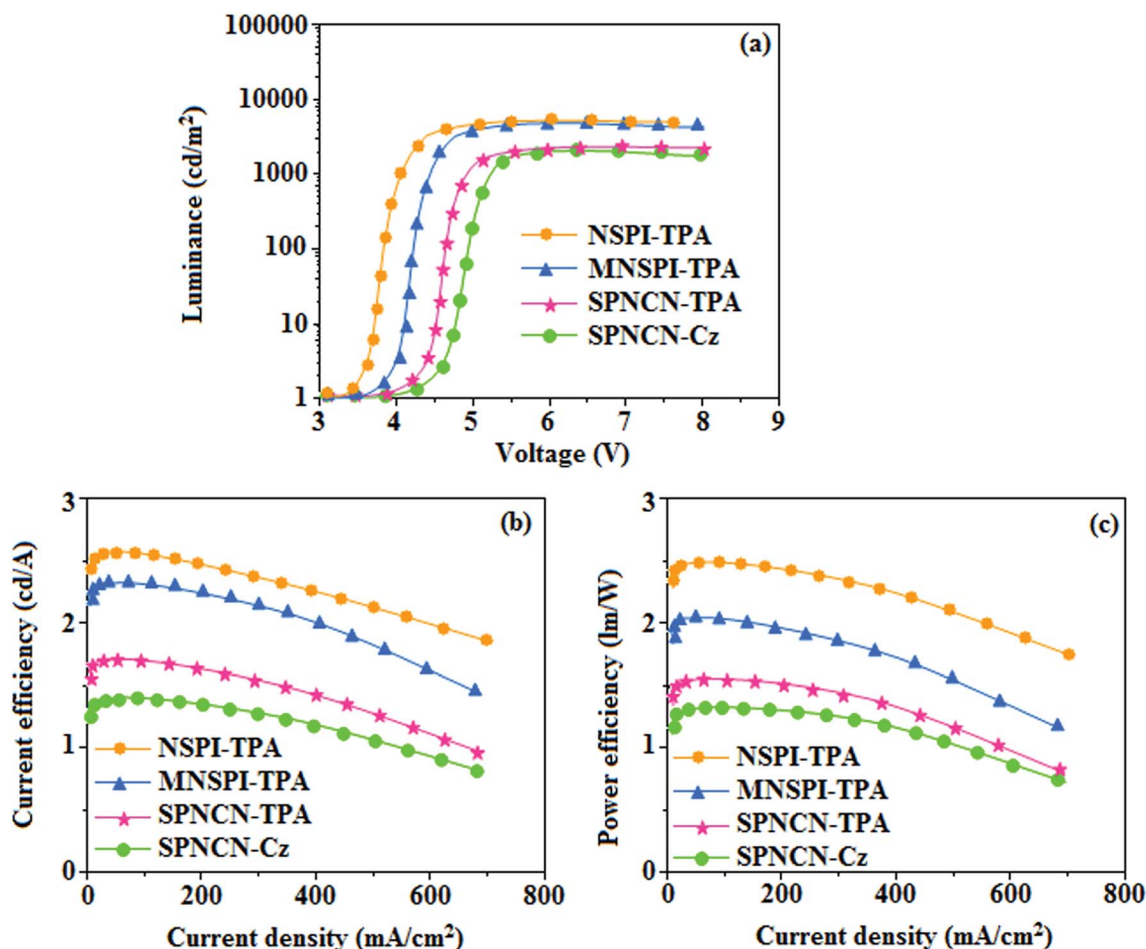 (a)
Luminance (cd/m²)
100000
10000
1000
100
10
1
NSPI-TPA
MNSPI-TPA
SPNCN-TPA
SPNCN-Cz
3 4 5 6 7 8 9
Voltage (V)
(b)
Current efficiency (cd/A)
3
2
1
0
NSPI-TPA
MNSPI-TPA
SPNCN-TPA
SPNCN-Cz
0 200 400 600 800
Current density (mA/cm²)
(c)
Power efficiency (lm/W)
3
2
1
0
NSPI-TPA
MNSPI-TPA
SPNCN-TPA
SPNCN-Cz
0 200 400 600 800
Current density (mA/cm²)